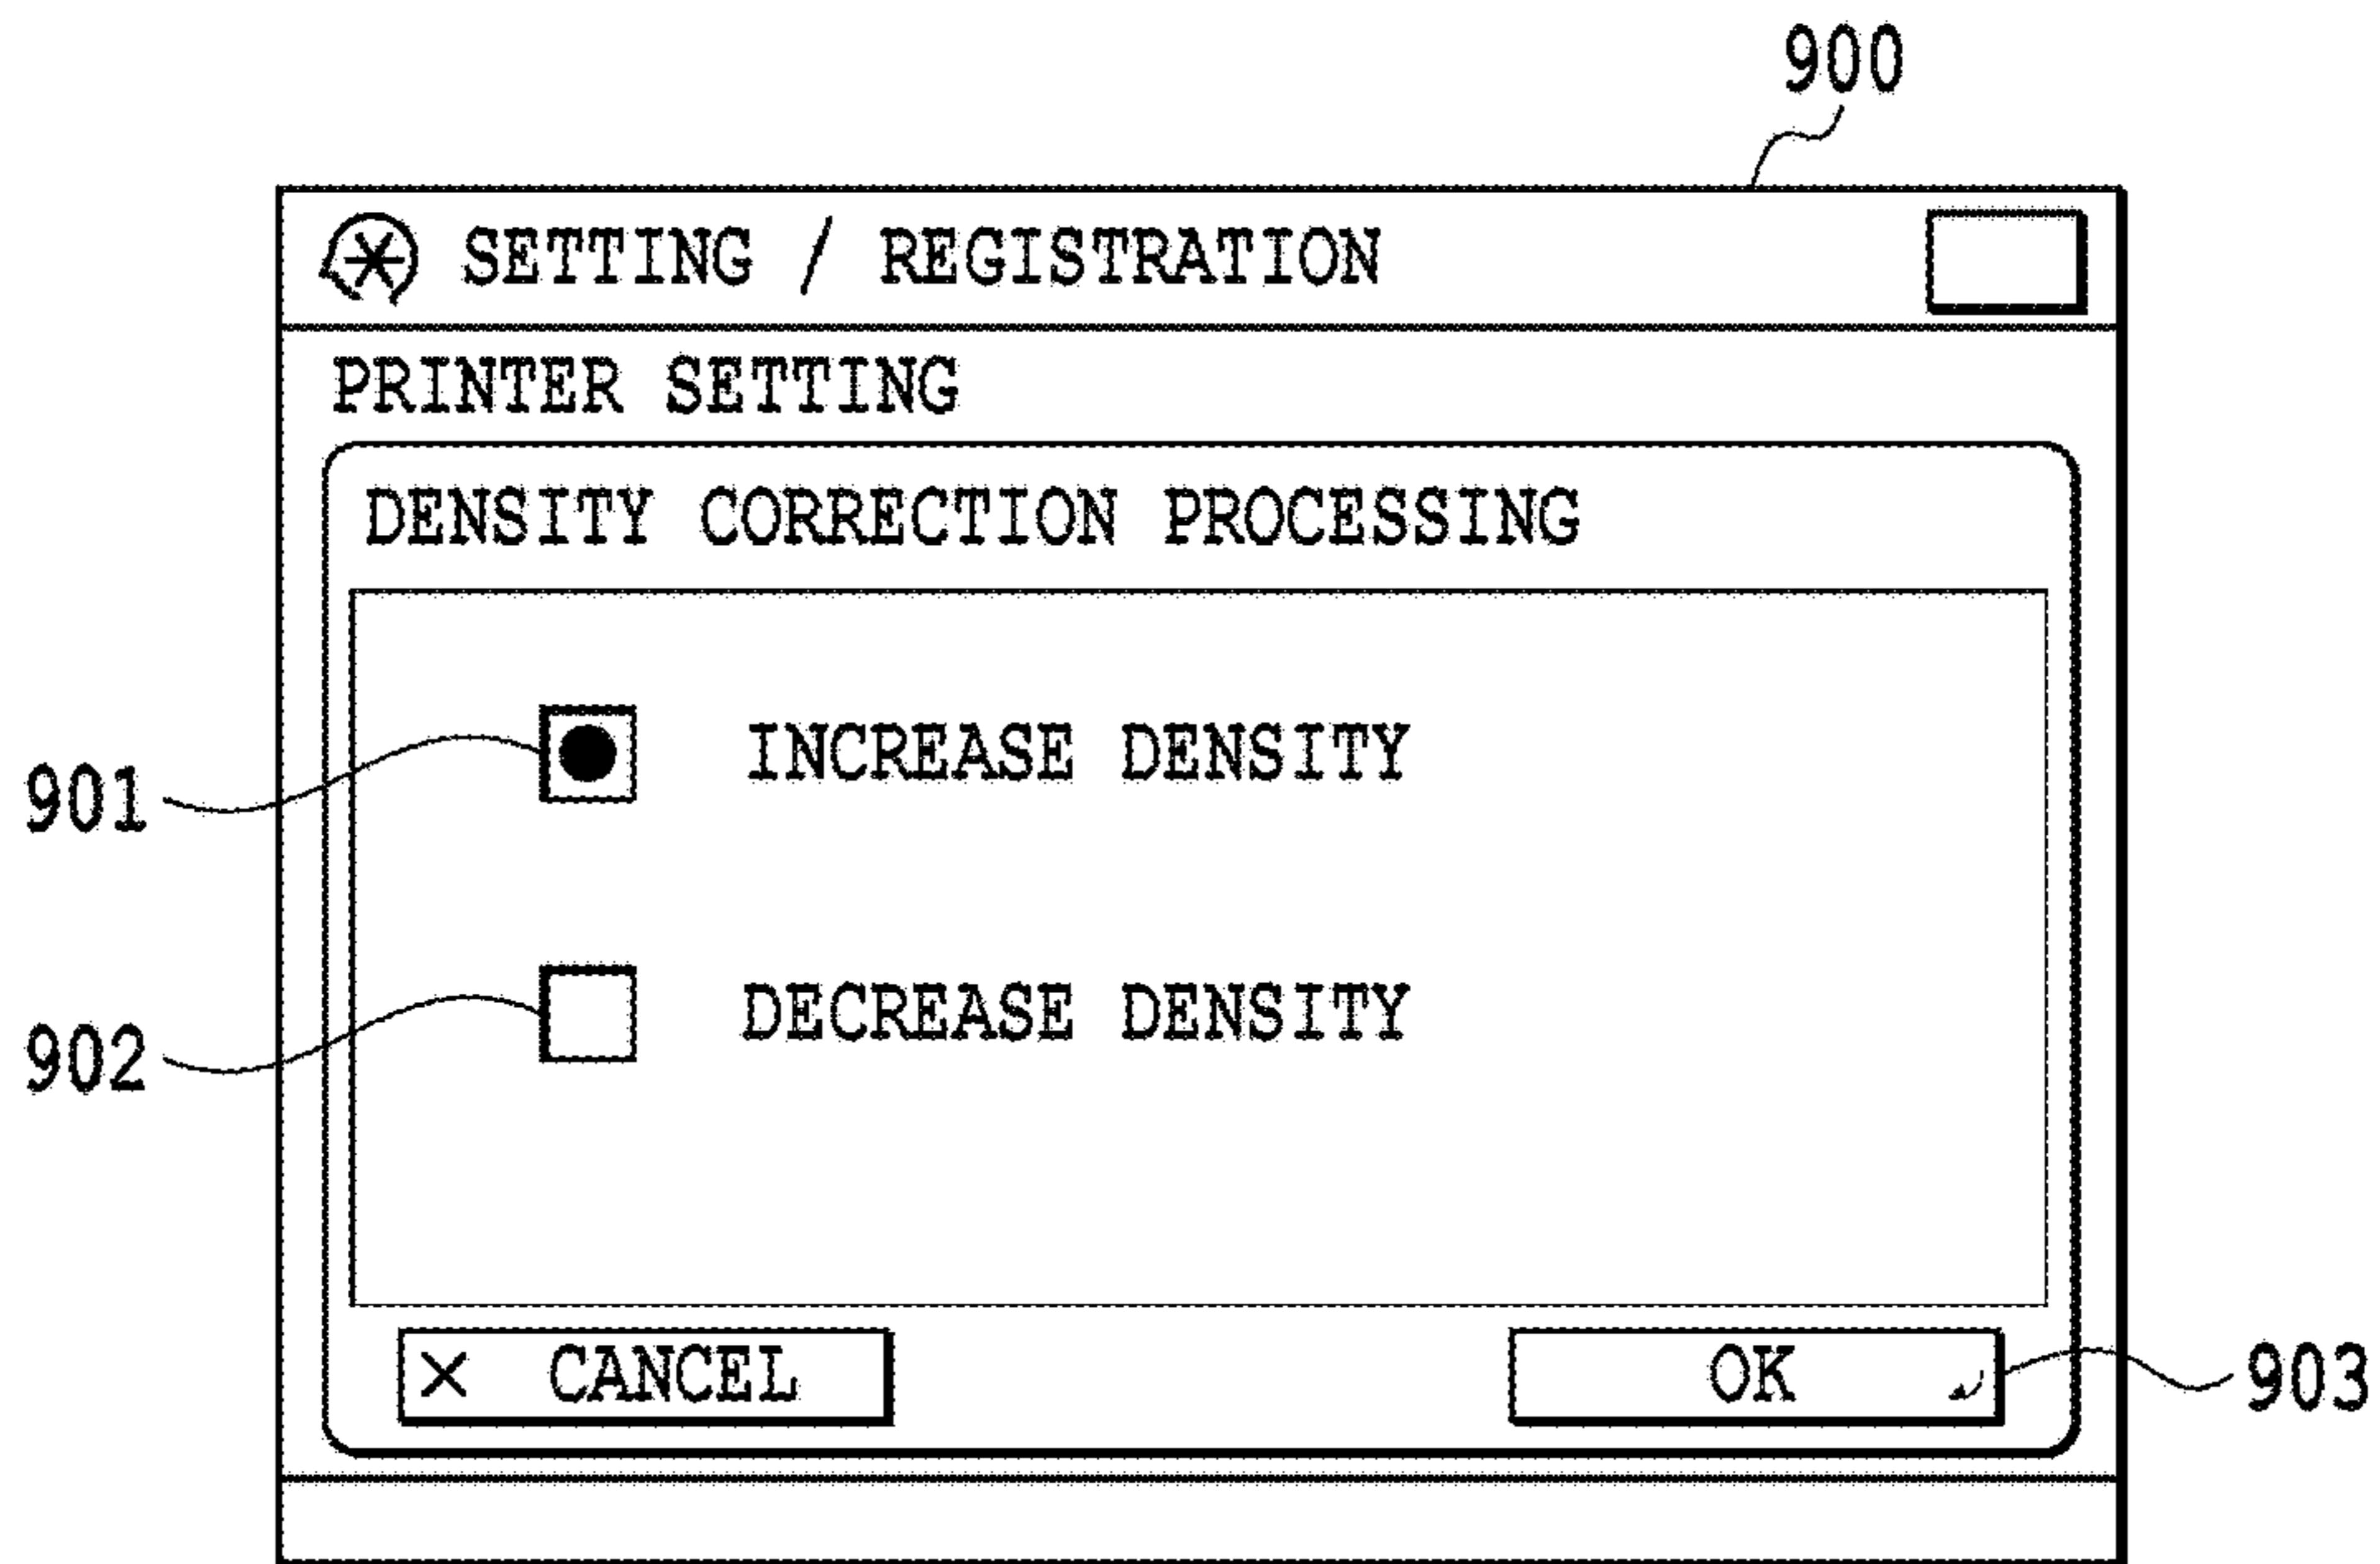 900
SETTING / REGISTRATION
PRINTER SETTING
DENSITY CORRECTION PROCESSING
901
INCREASE DENSITY
902
DECREASE DENSITY
× CANCEL
OK
903